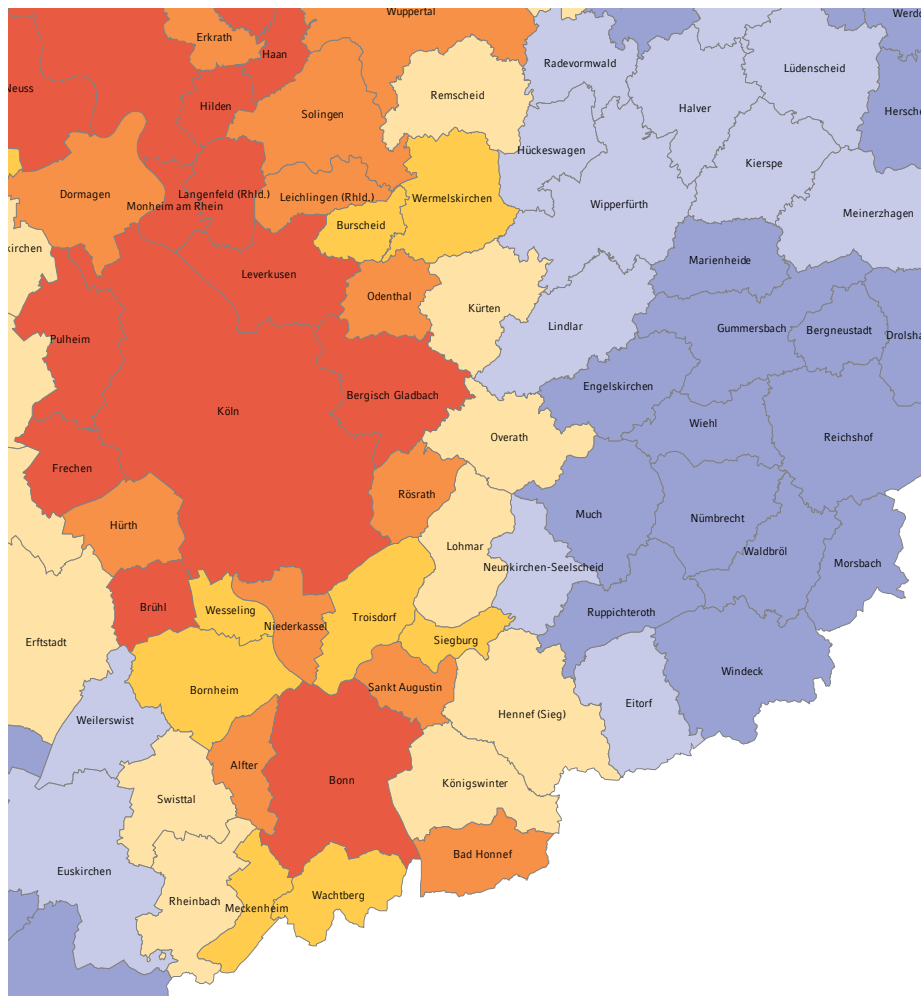 Wuppertal
Erkrath
Haan
Radevormwald
Lüdenscheid
Neuss
Remscheid
Hilden
Halver
Solingen
Hückeswagen
Kierspe
Dormagen
Langenfeld (Rhld.)
Leichlingen (Rhld.)
Wermelskirchen
Monheim am Rhein
Wipperfürth
Meinerzhagen
Burscheid
kirchen
Marienheide
Leverkusen
Odenthal
Kürten
Lindlar
Gummersbach
Bergneustadt
Drolsha
Pulheim
Engelskirchen
Bergisch Gladbach
Köln
Wiehl
Overath
Reichshof
Frechen
Rösrath
Much
Nümbrecht
Hürth
Lohmar
Waldbröl
Neunkirchen-Seelscheid
Morsbach
Brühl
Wesseling
Ruppichteroth
Troisdorf
Niederkassel
Erftstadt
Siegburg
Windeck
Sankt Augustin
Bornheim
Eitorf
Hennef (Sieg)
Weilerswist
Alfter
Bonn
Königswinter
Swisttal
Bad Honnef
Euskirchen
Wachtberg
Rheinbach
Meckenheim